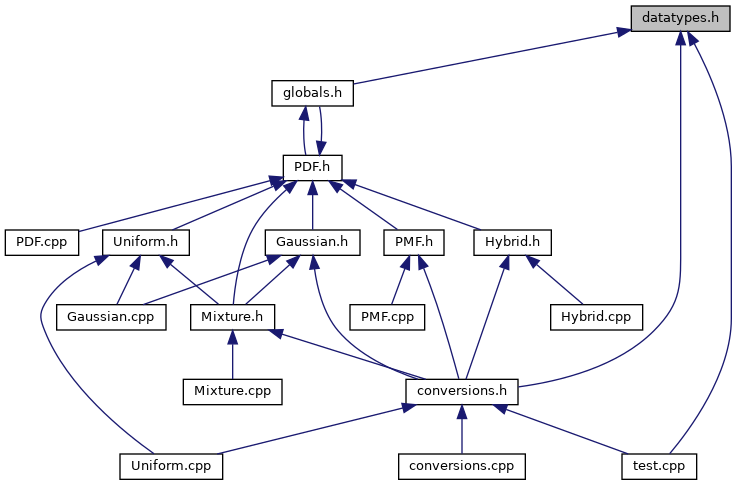 datatypes.h
globals.h
PDF.h
PDF.cpp
Uniform.h
Gaussian.h
PMF.h
Hybrid.h
Gaussian.cpp
Mixture.h
PMF.cpp
Hybrid.cpp
Mixture.cpp
conversions.h
Uniform.cpp
conversions.cpp
test.cpp